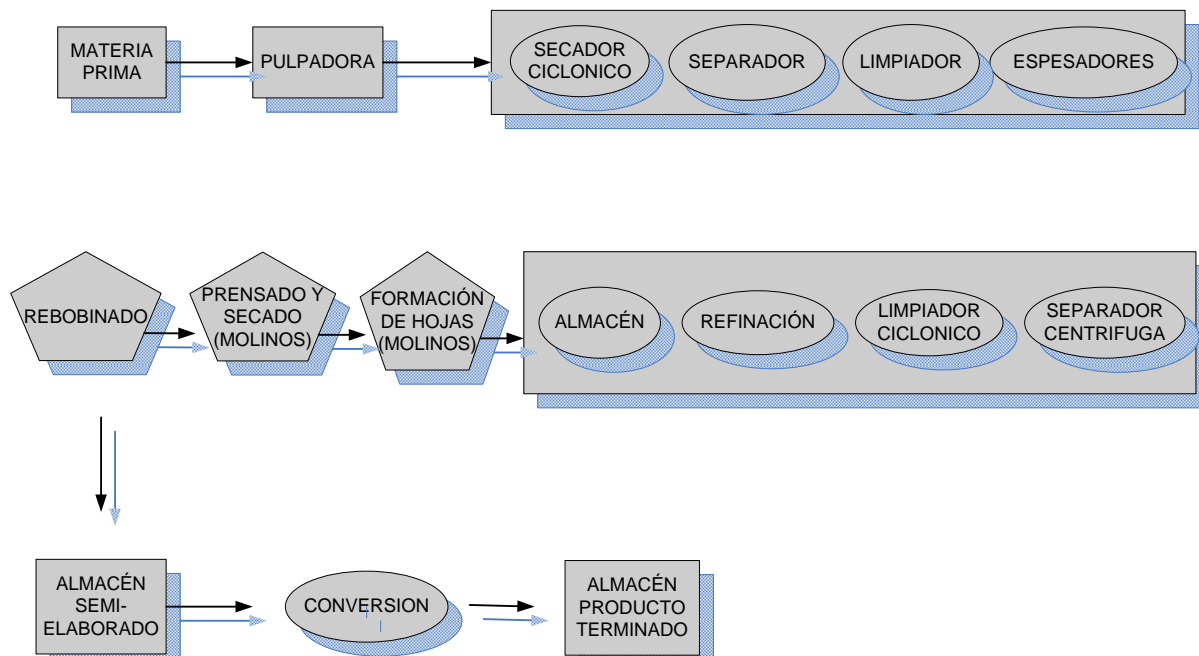 MATERIA
PRIMA
PULPADORA
SECADOR
CICLONICO
SEPARADOR
LIMPIADOR
ESPESADORES
REBOBINADO
PRENSADO Y
SECADO
(MOLINOS)
FORMACIÓN
DE HOJAS
(MOLINOS)
ALMACÉN
REFINACIÓN
LIMPIADOR
CICLONICO
SEPARADOR
CENTRIFUGA
ALMACÉN
SEMI-
ELABORADO
CONVERSION
ALMACÉN
PRODUCTO
TERMINADO